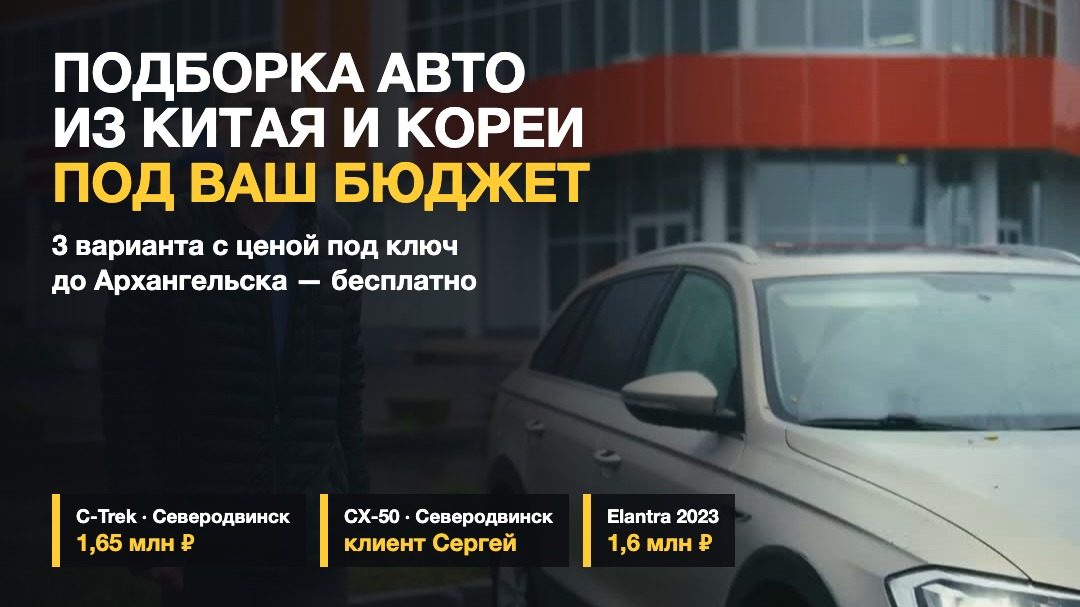 ПОДБОРКА АВТО
ИЗ КИТАЯ И КОРЕИ
ПОД ВАШ БЮДЖЕТ
3 варианта с ценой под ключ
до Архангельска — бесплатно
C-Trek · Северодвинск
1,65 млн ₽
CX-50 · Северодвинск
клиент Сергей
Elantra 2023
1,6 млн ₽